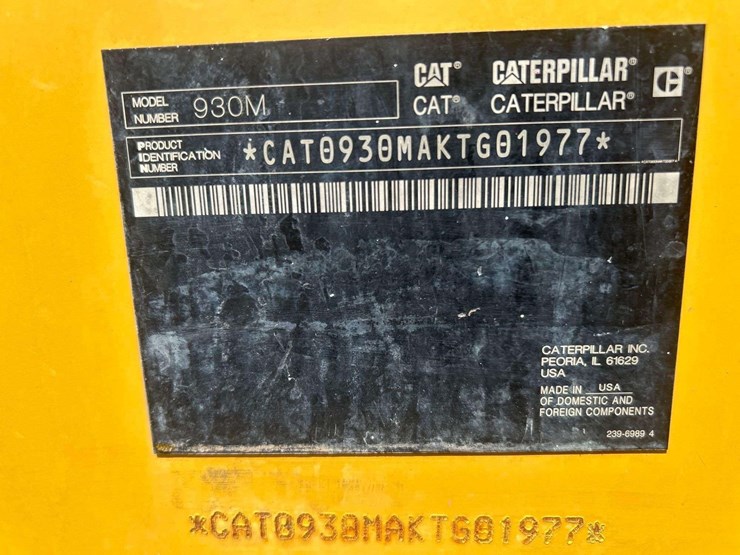 CAT® CATERPILLAR®
CAT® CATERPILLAR®
MODEL NUMBER 930M
PRODUCT IDENTIFICATION NUMBER *CAT0930MAKTG01977*
CATERPILLAR INC.
PEORIA, IL 61629
USA
MADE IN USA
OF DOMESTIC AND
FOREIGN COMPONENTS
239-6989 4
*CAT0930MAKTG01977*